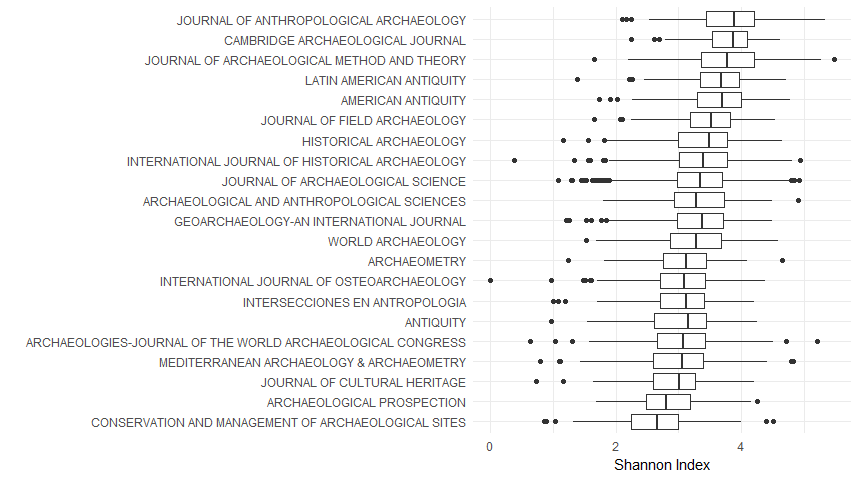 JOURNAL OF ANTHROPOLOGICAL ARCHAEOLOGY
CAMBRIDGE ARCHAEOLOGICAL JOURNAL
JOURNAL OF ARCHAEOLOGICAL METHOD AND THEORY
LATIN AMERICAN ANTIQUITY
AMERICAN ANTIQUITY
JOURNAL OF FIELD ARCHAEOLOGY
HISTORICAL ARCHAEOLOGY
INTERNATIONAL JOURNAL OF HISTORICAL ARCHAEOLOGY
JOURNAL OF ARCHAEOLOGICAL SCIENCE
ARCHAEOLOGICAL AND ANTHROPOLOGICAL SCIENCES
GEOARCHAEOLOGY-AN INTERNATIONAL JOURNAL
WORLD ARCHAEOLOGY
ARCHAEOMETRY
INTERNATIONAL JOURNAL OF OSTEOARCHAEOLOGY
INTERSECCIONES EN ANTROPOLOGIA
ANTIQUITY
ARCHAEOLOGIES-JOURNAL OF THE WORLD ARCHAEOLOGICAL CONGRESS
MEDITERRANEAN ARCHAEOLOGY & ARCHAEOMETRY
JOURNAL OF CULTURAL HERITAGE
ARCHAEOLOGICAL PROSPECTION
CONSERVATION AND MANAGEMENT OF ARCHAEOLOGICAL SITES
0 2 4
Shannon Index